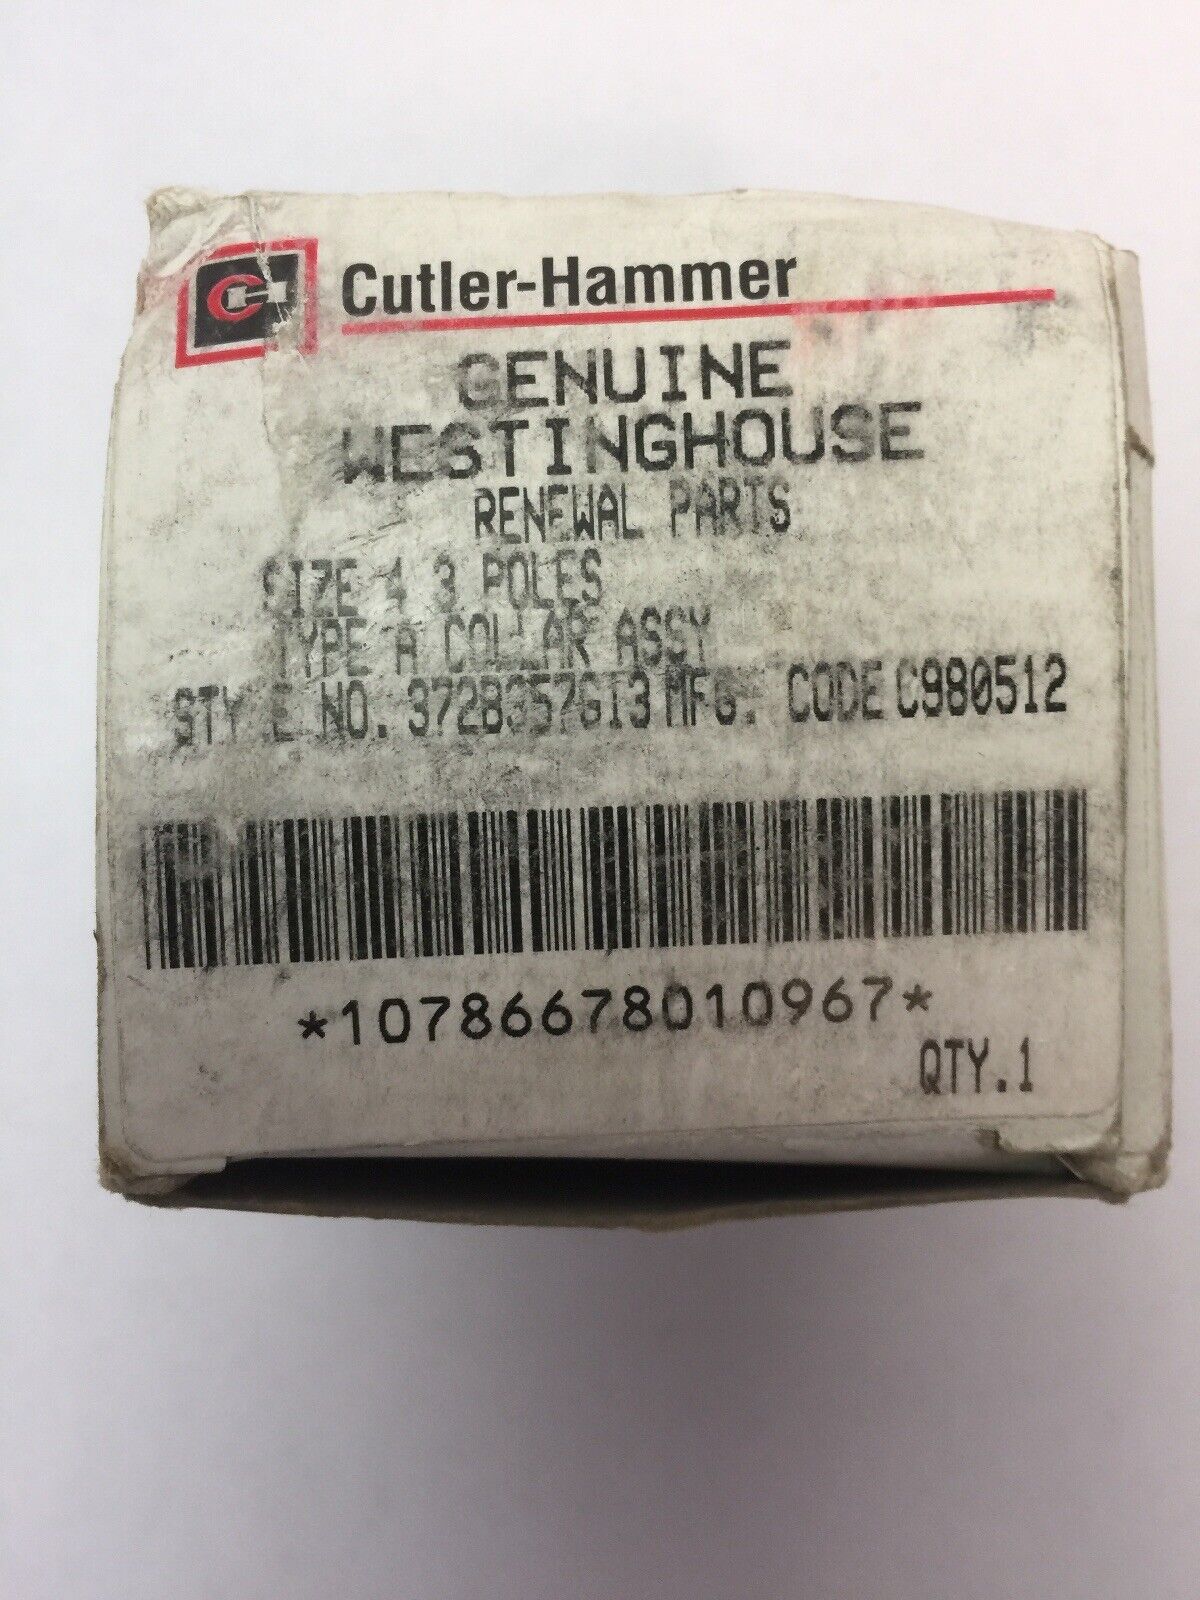 Cutler-Hammer
GENUINE
WESTINGHOUSE
RENEWAL PARTS
SIZE 4 3 POLES
TYPE A COLLAR ASSY
STYLE NO. 372B357G13 MFG. CODE C980512
*10786678010967*
QTY.1